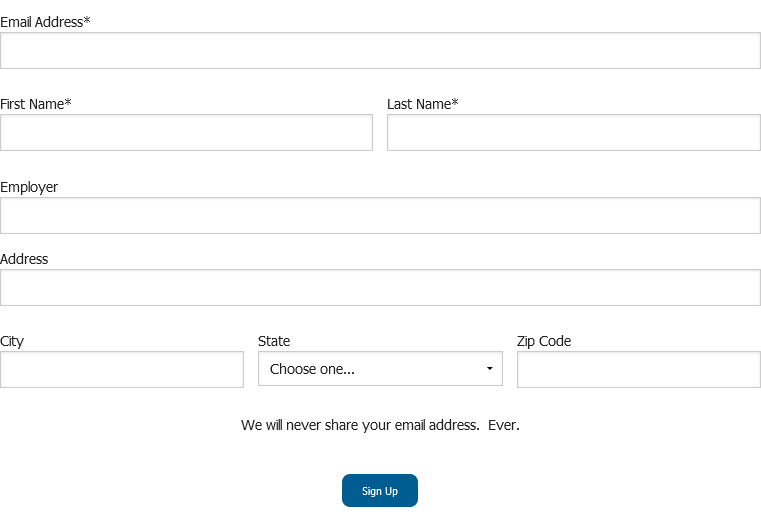 Email Address*
First Name* Last Name*
Employer
Address
City State Zip Code
Choose one...
We will never share your email address.  Ever.
Sign Up